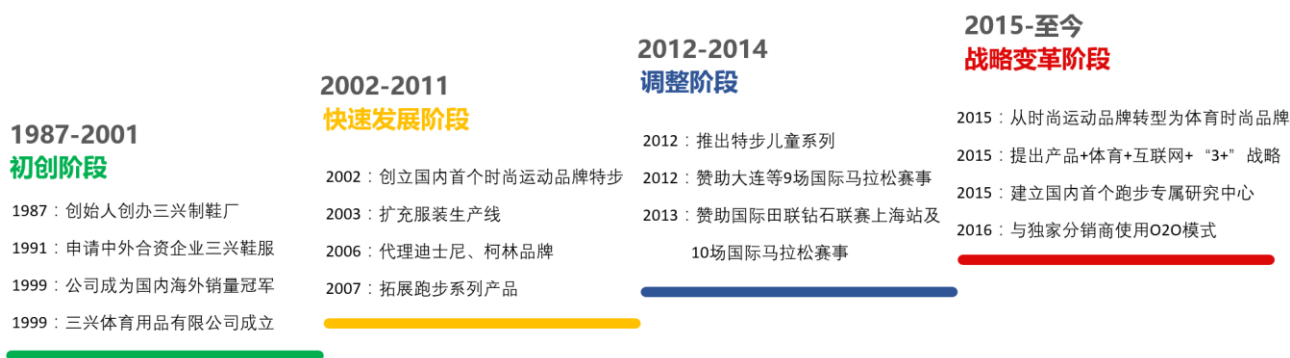 1987-2001
初创阶段
1987：创始人创办三兴制鞋厂
1991：申请中外合资企业三兴鞋服
1999：公司成为国内海外销量冠军
1999：三兴体育用品有限公司成立
2002-2011
快速发展阶段
2002：创立国内首个时尚运动品牌特步
2003：扩充服装生产线
2006：代理迪士尼、柯林品牌
2007：拓展跑步系列产品
2012-2014
调整阶段
2012：推出特步儿童系列
2012：赞助大连等9场国际马拉松赛事
2013：赞助国际田联钻石联赛上海站及
10场国际马拉松赛事
2015-至今
战略变革阶段
2015：从时尚运动品牌转型为体育时尚品牌
2015：提出产品+体育+互联网+“3+”战略
2015：建立国内首个跑步专属研究中心
2016：与独家分销商使用O2O模式